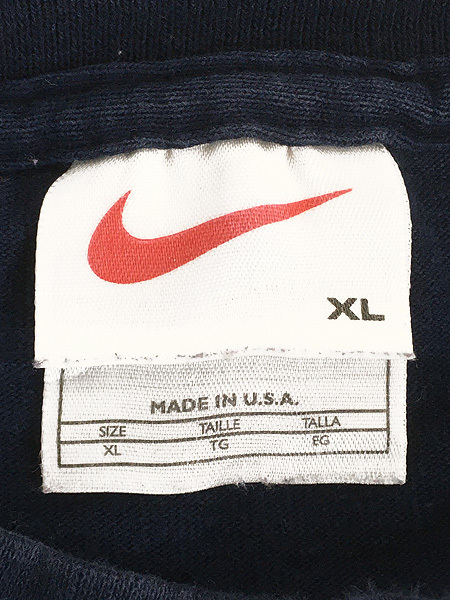 XL
MADE IN U.S.A.
SIZE TAILLE TALLA
XL TG EG